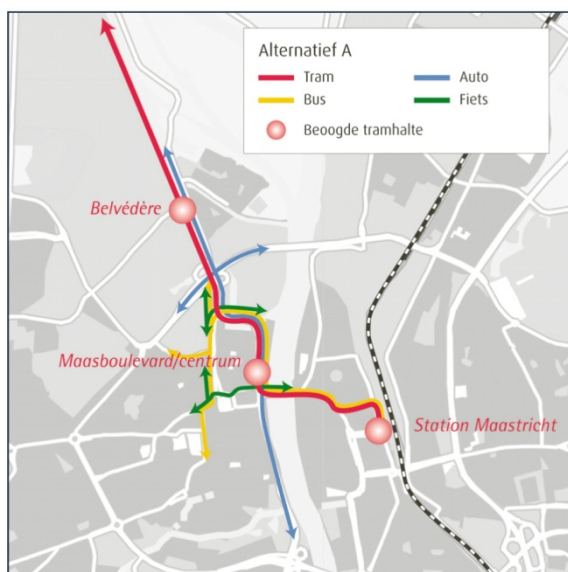 Alternatief A
Tram
Auto
Bus
Fiets
Beoogde tramhalte
Belvédère
Maasboulevard/centrum
Station Maastricht